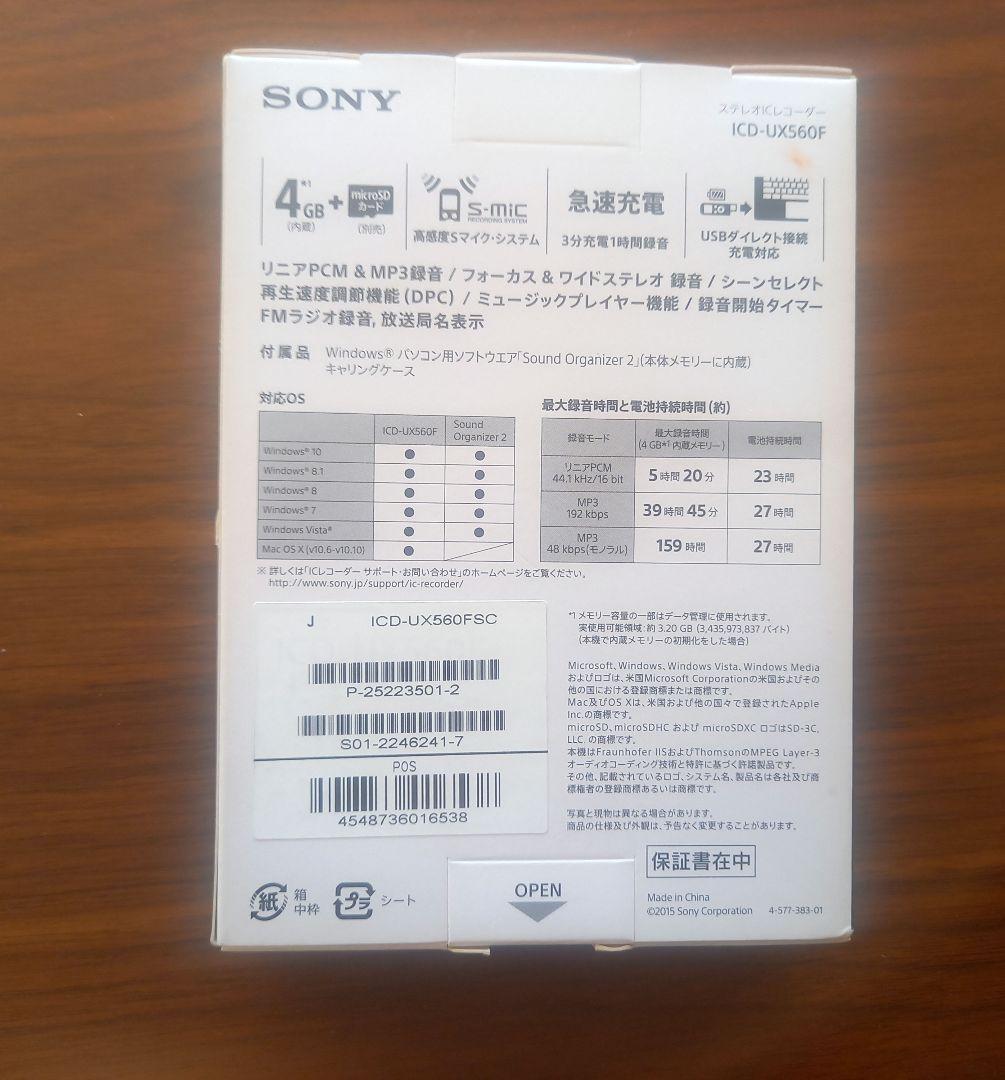 SONY
ステレオICレコーダー
ICD-UX560F
4GB*1 + microSD カード
(内蔵) (別売)
S-mic
RECORDING SYSTEM
高感度Sマイク・システム
急速充電
3分充電1時間録音
USBダイレクト接続
充電対応
リニアPCM & MP3録音 / フォーカス & ワイドステレオ 録音 / シーンセレクト
再生速度調節機能(DPC) / ミュージックプレイヤー機能 / 録音開始タイマー
FMラジオ録音, 放送局名表示
付属品 Windows® パソコン用ソフトウエア「Sound Organizer 2」(本体メモリーに内蔵)
キャリングケース
対応OS
ICD-UX560F Sound Organizer 2
Windows® 10 ● ●
Windows® 8.1 ● ●
Windows® 8 ● ●
Windows® 7 ● ●
Windows Vista® ● ●
Mac OS X (v10.6-v10.10) ●
※ 詳しくは「ICレコーダー サポート・お問い合わせ」のホームページをご覧ください。
http://www.sony.jp/support/ic-recorder/
最大録音時間と電池持続時間(約)
録音モード 最大録音時間 (4 GB*1 内蔵メモリー) 電池持続時間
リニアPCM 44.1 kHz/16 bit 5時間 20分 23時間
MP3 192 kbps 39時間 45分 27時間
MP3 48 kbps(モノラル) 159時間 27時間
J ICD-UX560FSC
P-25223501-2
S01-2246241-7
POS
4548736016538
*1 メモリー容量の一部はデータ管理に使用されます。
実使用可能領域: 約 3.20 GB (3,435,973,837 バイト)
(本機で内蔵メモリーの初期化をした場合)
Microsoft、Windows、Windows Vista、Windows Media
およびロゴは、米国Microsoft Corporationの米国およびその
他の国における登録商標または商標です。
Mac及びOS Xは、米国および他の国々で登録されたApple
Inc.の商標です。
microSD、microSDHC および microSDXC ロゴはSD-3C,
LLC. の商標です。
本機はFraunhofer IISおよびThomsonのMPEG Layer-3
オーディオコーディング技術と特許に基づく許諾製品です。
その他、記載されているロゴ、システム名、製品名は各社及び商
標権者の登録商標あるいは商標です。
写真と現物は異なる場合があります。
商品の仕様及び外観は、予告なく変更することがあります。
保証書在中
紙 箱
中枠
プラ シート
OPEN
Made in China
©2015 Sony Corporation 4-577-383-01